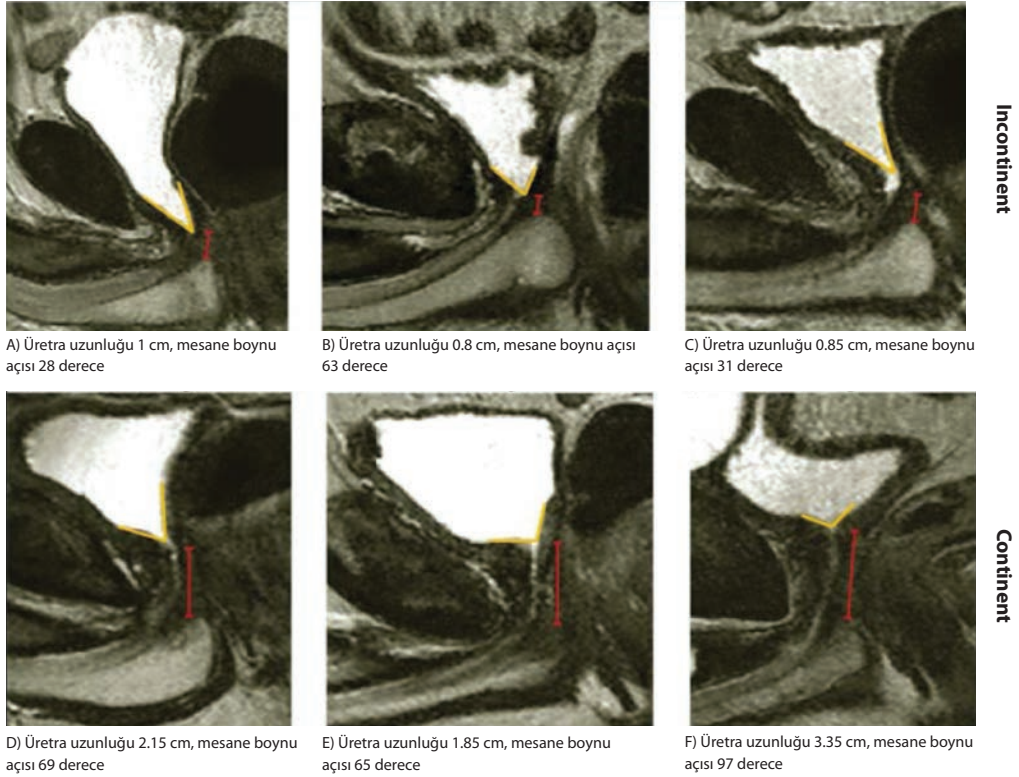 Incontinent
A) Üretra uzunluğu 1 cm, mesane boynu
açısı 28 derece
B) Üretra uzunluğu 0.8 cm, mesane boynu açısı
63 derece
C) Üretra uzunluğu 0.85 cm, mesane boynu
açısı 31 derece
Continent
D) Üretra uzunluğu 2.15 cm, mesane boynu
açısı 69 derece
E) Üretra uzunluğu 1.85 cm, mesane boynu
açısı 65 derece
F) Üretra uzunluğu 3.35 cm, mesane boynu
açısı 97 derece